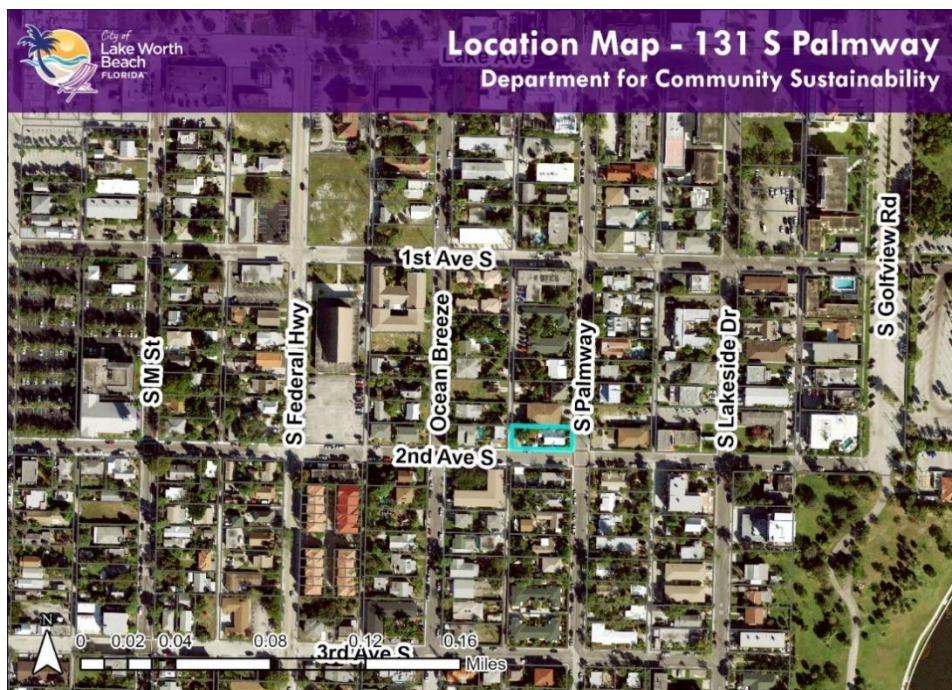 City of
Lake Worth
Beach
FLORIDA
Location Map - 131 S Palmway
Department for Community Sustainability
Lake Ave
1st Ave S
S M St
S Federal Hwy
Ocean Breeze
S Palmway
S Lakeside Dr
S Golfview Rd
2nd Ave S
3rd Ave S
N
0 0.02 0.04 0.08 0.12 0.16
Miles